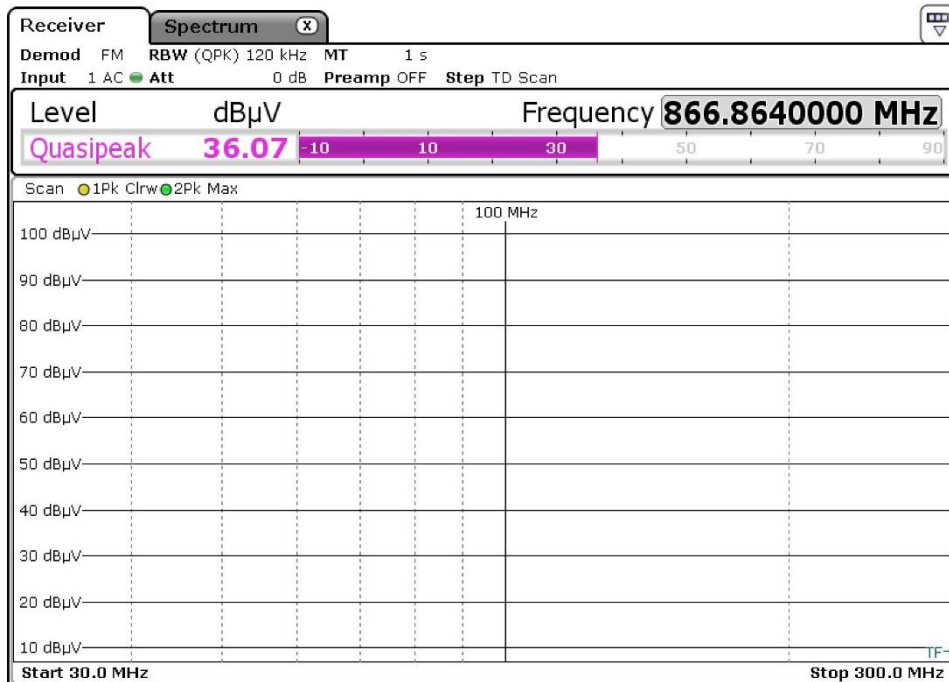 Receiver Spectrum X
Demod FM RBW (QPK) 120 kHz MT 1 s
Input 1 AC Att 0 dB Preamp OFF Step TD Scan
Level dBµV Frequency 866.8640000 MHz
Quasipeak 36.07 -10 10 30 50 70 90
Scan 1Pk Clrw 2Pk Max
100 MHz
100 dBµV
90 dBµV
80 dBµV
70 dBµV
60 dBµV
50 dBµV
40 dBµV
30 dBµV
20 dBµV
10 dBµV
TF
Start 30.0 MHz Stop 300.0 MHz